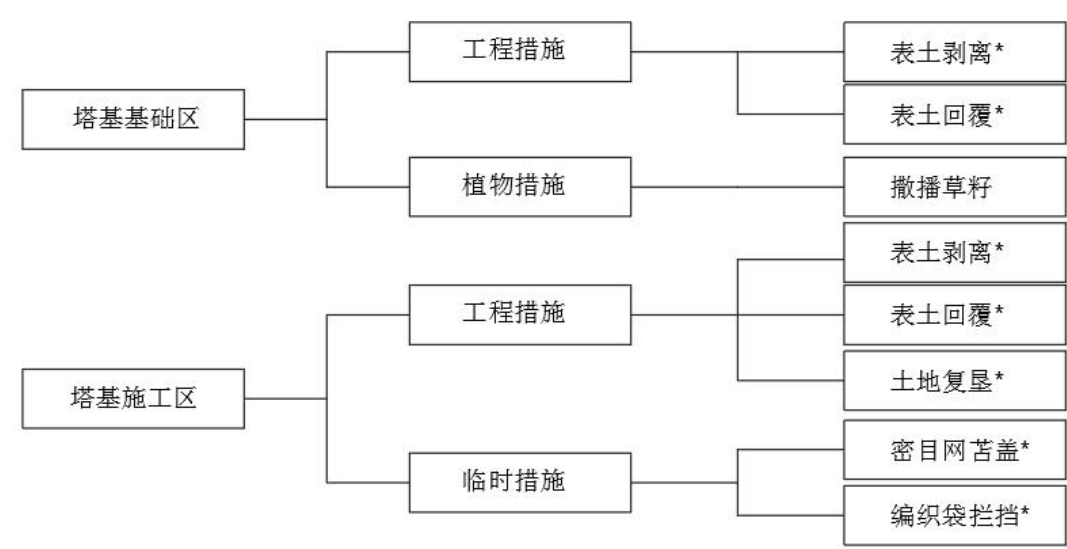 塔基基础区
工程措施
表土剥离*
表土回覆*
植物措施
撒播草籽
塔基施工区
工程措施
表土剥离*
表土回覆*
土地复垦*
临时措施
密目网苫盖*
编织袋拦挡*